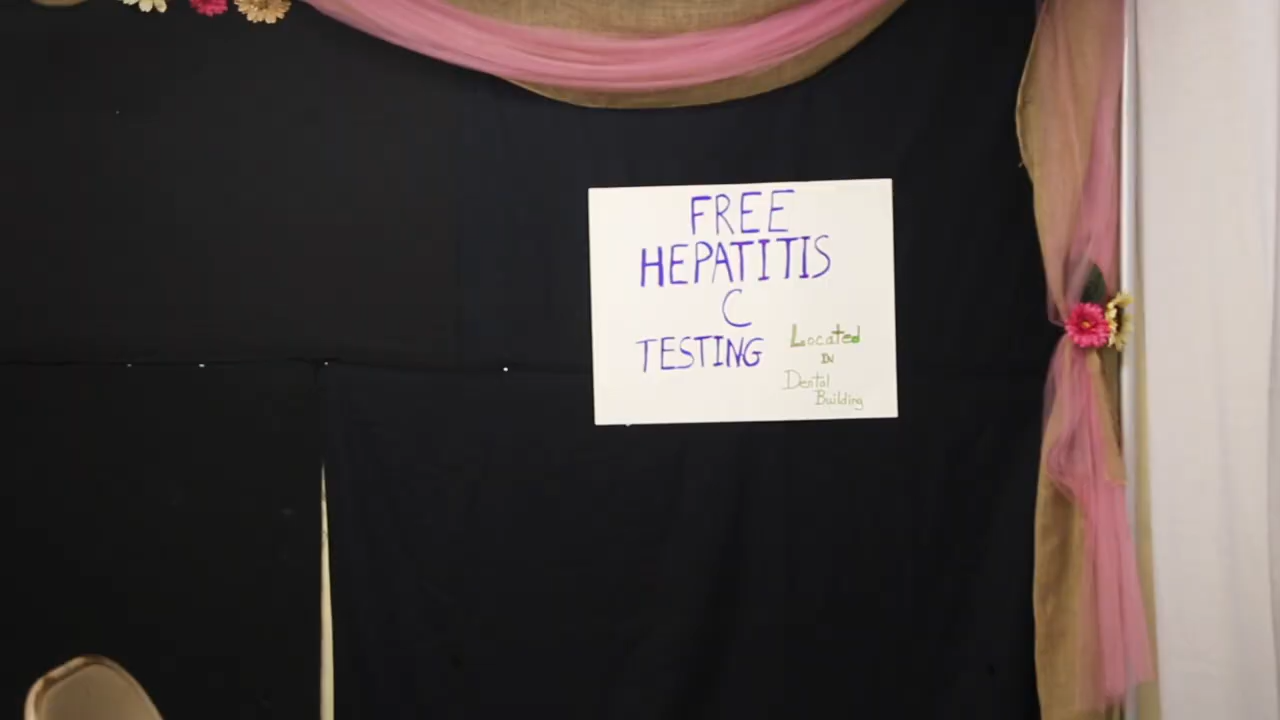 FREE
HEPATITIS
C
TESTING
Located
IN
Dental
Building